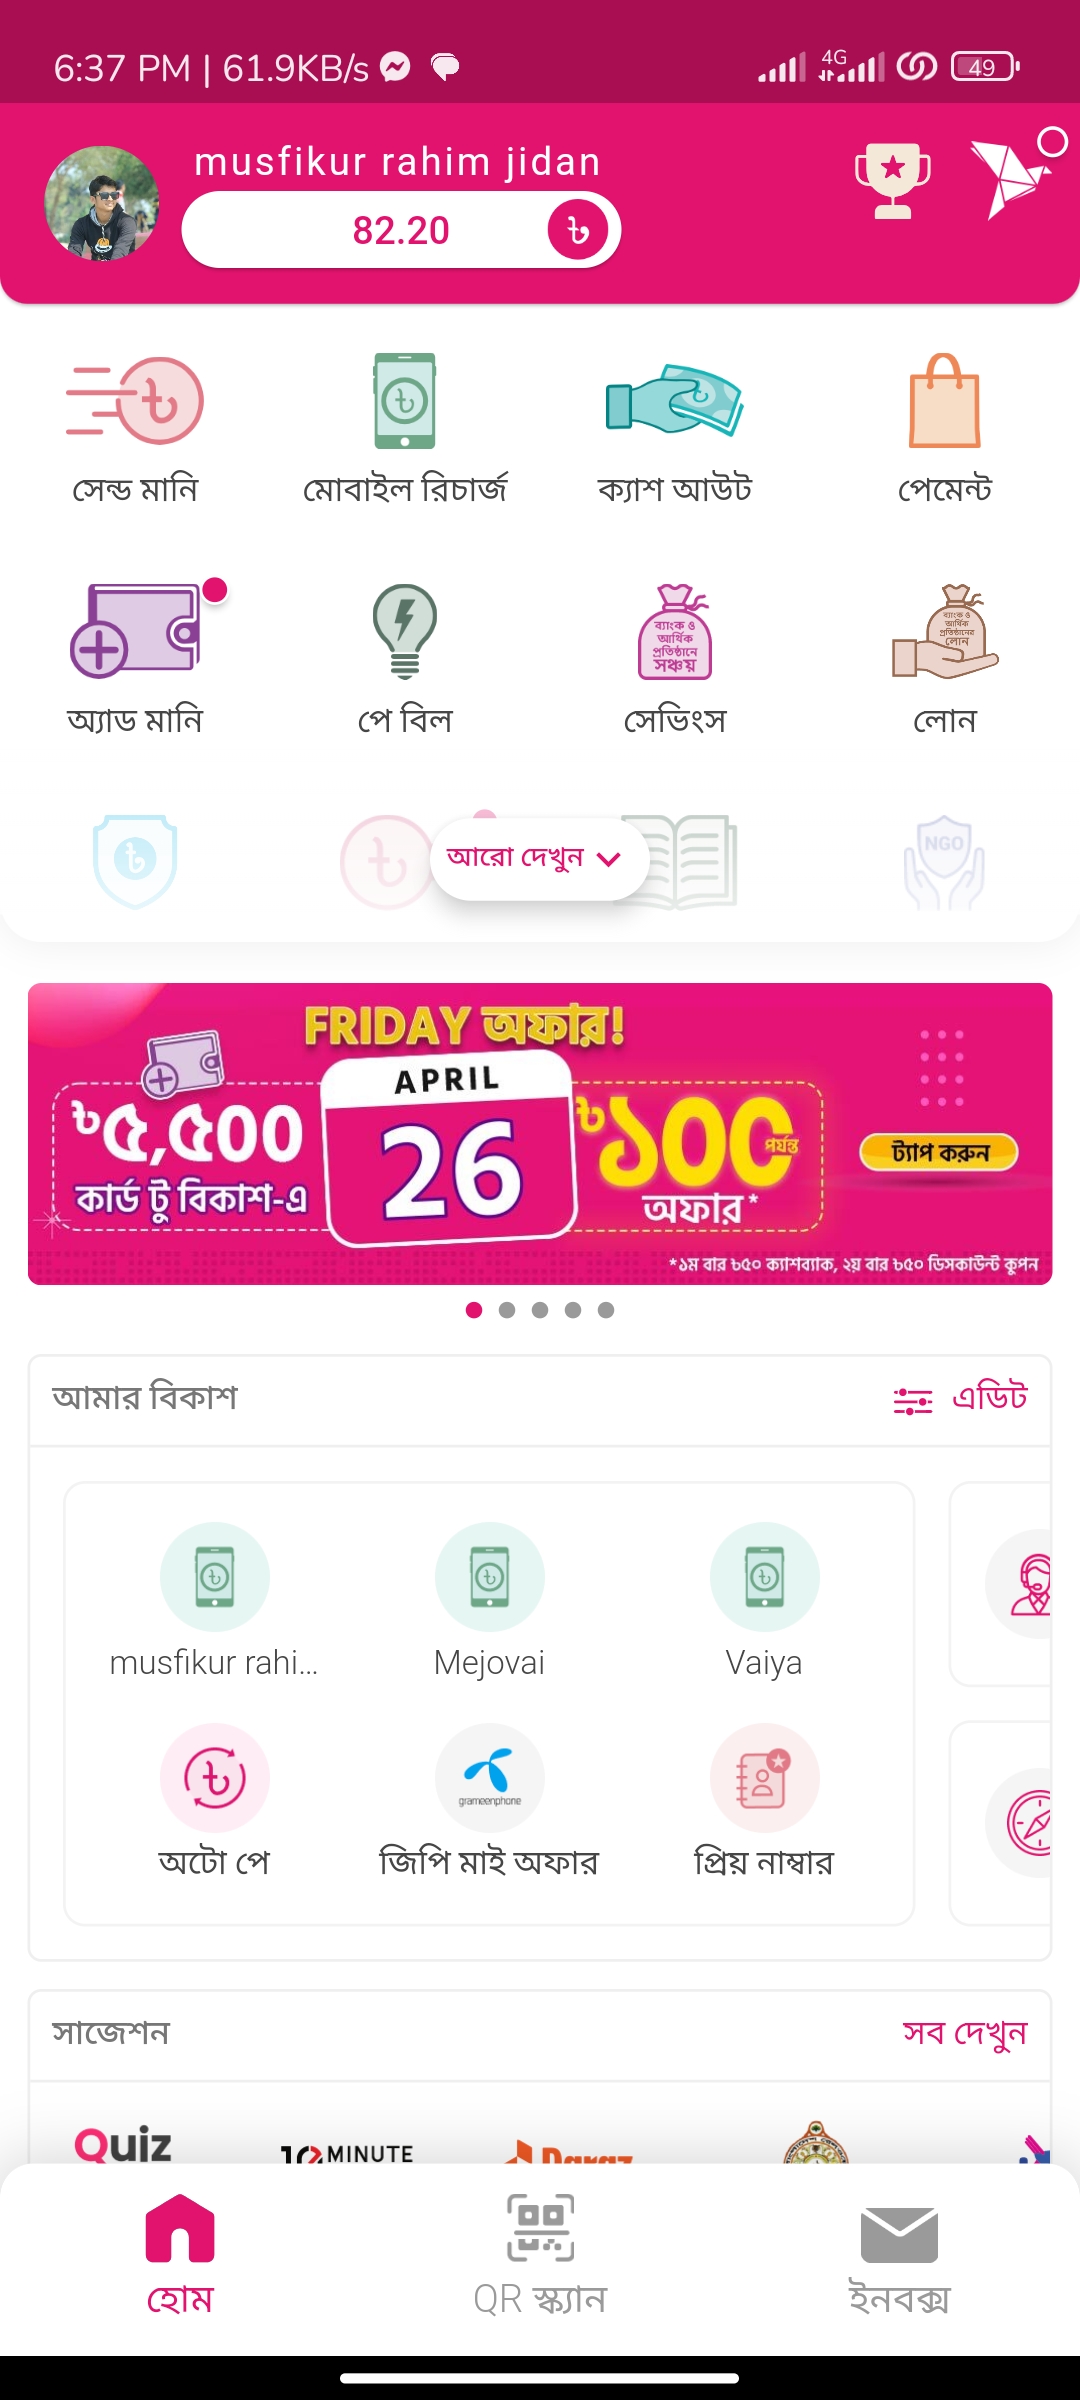 6:37 PM | 61.9KB/s 4G 49
musfikur rahim jidan
82.20 ৳
সেন্ড মানি মোবাইল রিচার্জ ক্যাশ আউট পেমেন্ট
ব্যাংক ও
আর্থিক
প্রতিষ্ঠানে
সঞ্চয়
ব্যাংক ও
আর্থিক
প্রতিষ্ঠানের
লোন
অ্যাড মানি পে বিল সেভিংস লোন
আরো দেখুন
NGO
FRIDAY অফার!
APRIL
26
৳৫,৫০০
কার্ড টু বিকাশ-এ
৳১০০ পর্যন্ত
অফার*
ট্যাপ করুন
*১ম বার ৳৫০ ক্যাশব্যাক, ২য় বার ৳৫০ ডিসকাউন্ট কুপন
আমার বিকাশ এডিট
musfikur rahi... Mejovai Vaiya
grameenphone
অটো পে জিপি মাই অফার প্রিয় নাম্বার
সাজেশন সব দেখুন
Quiz 10 MINUTE Daraz
হোম QR স্ক্যান ইনবক্স